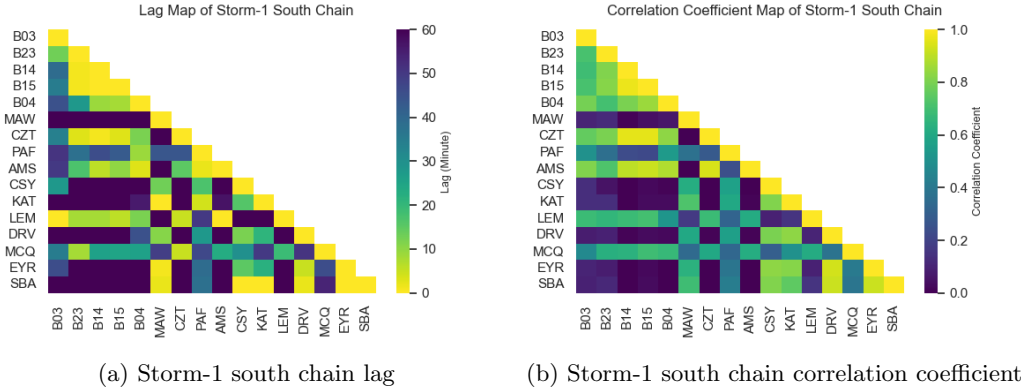 Lag Map of Storm-1 South Chain
B03
B23
B14
B15
B04
MAW
CZT
PAF
AMS
CSY
KAT
LEM
DRV
MCQ
EYR
SBA
B03 B23 B14 B15 B04 MAW CZT PAF AMS CSY KAT LEM DRV MCQ EYR SBA
60
50
40
30
20
10
0
Lag (Minute)
(a) Storm-1 south chain lag
Correlation Coefficient Map of Storm-1 South Chain
B03
B23
B14
B15
B04
MAW
CZT
PAF
AMS
CSY
KAT
LEM
DRV
MCQ
EYR
SBA
B03 B23 B14 B15 B04 MAW CZT PAF AMS CSY KAT LEM DRV MCQ EYR SBA
1.0
0.8
0.6
0.4
0.2
0.0
Correlation Coefficient
(b) Storm-1 south chain correlation coefficient